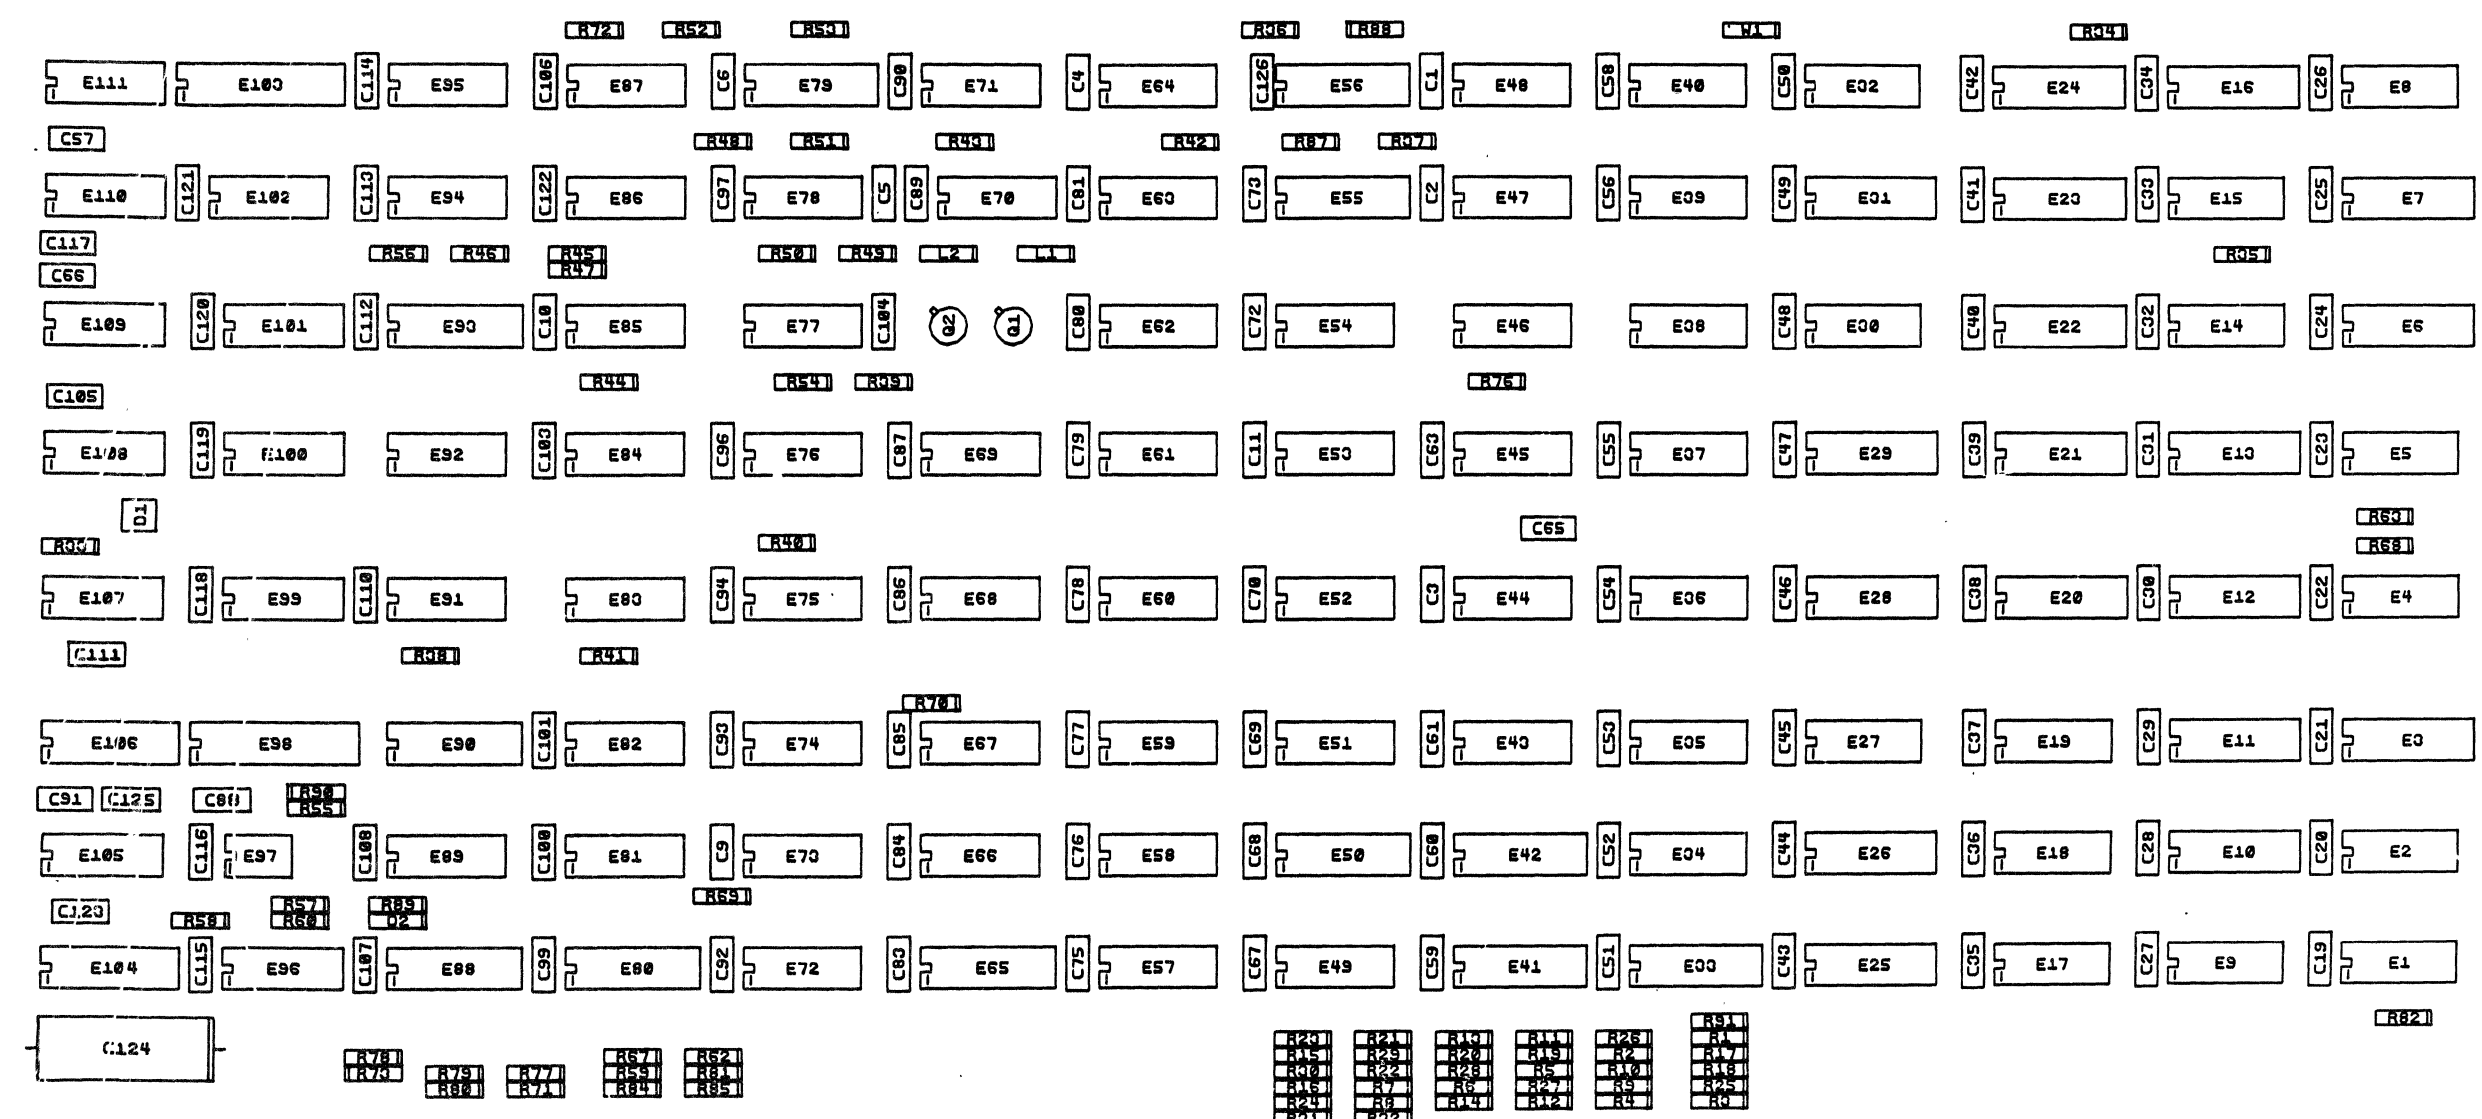 R72 R52 R53 R36 R88 W1 R34
E111 E103 C114 E95 C106 E87 C6 E79 C90 E71 C4 E64 C126 E56 C1 E48 C58 E40 C50 E32 C42 E24 C34 E16 C26 E8
C57 R48 R51 R43 R42 R87 R37
E110 C121 E102 C113 E94 C122 E86 C97 E78 C5 C89 E70 C81 E63 C73 E55 C2 E47 C56 E39 C49 E31 C41 E23 C33 E15 C25 E7
C117 R56 R46 R45 R50 R49 L2 L1 R35
C66 R47
E109 C120 E101 C112 E93 C10 E85 E77 C104 Q2 Q1 C80 E62 C72 E54 E46 E38 C48 E30 C40 E22 C32 E14 C24 E6
C105 R44 R54 R39 R76
E108 C119 E100 E92 C103 E84 C96 E76 C87 E69 C79 E61 C11 E53 C63 E45 C55 E37 C47 E29 C39 E21 C31 E13 C23 E5
D1 C65 R63
R33 R40 R68
E107 C118 E99 C110 E91 E83 C94 E75 C86 E68 C78 E60 C70 E52 C3 E44 C54 E36 C46 E28 C38 E20 C30 E12 C22 E4
C111 R38 R41
R70
E106 E98 E90 C101 E82 C93 E74 C85 E67 C77 E59 C69 E51 C61 E43 C53 E35 C45 E27 C37 E19 C29 E11 C21 E3
C91 C125 C88 R90
R55
E105 C116 E97 C108 E89 C100 E81 C9 E73 C84 E66 C76 E58 C68 E50 C60 E42 C52 E34 C44 E26 C36 E18 C28 E10 C20 E2
R69
C123 R57 R89
R58 R60 D2
E104 C115 E96 C107 E88 C99 E80 C92 E72 C83 E65 C75 E57 C67 E49 C59 E41 C51 E33 C43 E25 C35 E17 C27 E9 C19 E1
R91 R82
C124 R23 R21 R13 R11 R26 R1
R78 R67 R62 R15 R29 R20 R19 R2 R17
R73 R79 R77 R59 R81 R30 R22 R28 R5 R10 R18
R80 R71 R84 R85 R16 R7 R6 R27 R9 R25
R24 R8 R14 R12 R4 R3